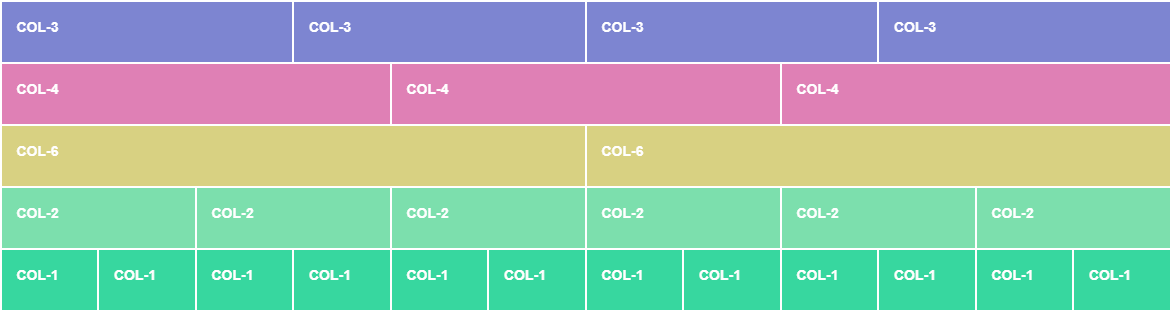 COL-3 COL-3 COL-3 COL-3
COL-4 COL-4 COL-4
COL-6 COL-6
COL-2 COL-2 COL-2 COL-2 COL-2 COL-2
COL-1 COL-1 COL-1 COL-1 COL-1 COL-1 COL-1 COL-1 COL-1 COL-1 COL-1 COL-1